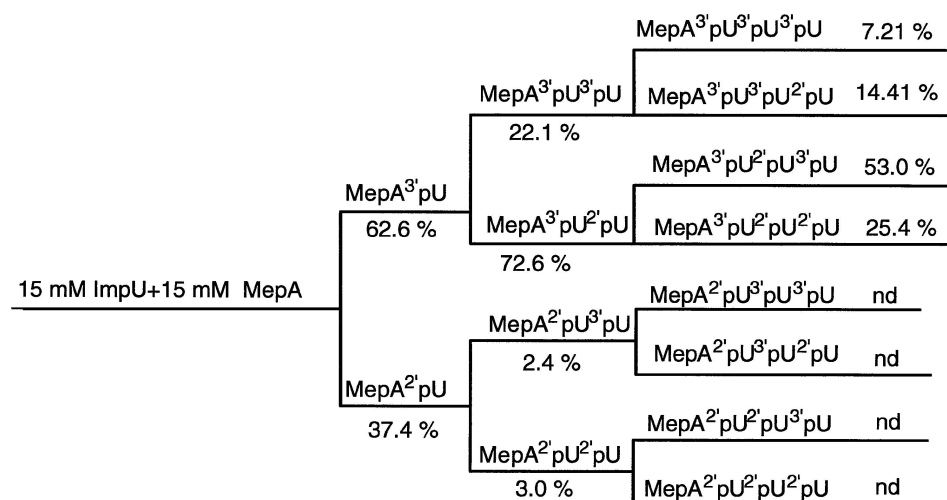 MepA3'pU3'pU3'pU 7.21 %
MepA3'pU3'pU MepA3'pU3'pU2'pU 14.41 %
22.1 %
MepA3'pU2'pU3'pU 53.0 %
MepA3'pU
62.6 % MepA3'pU2'pU MepA3'pU2'pU2'pU 25.4 %
72.6 %
15 mM ImpU+15 mM MepA
MepA2'pU3'pU3'pU nd
MepA2'pU3'pU
2.4 % MepA2'pU3'pU2'pU nd
MepA2'pU
37.4 % MepA2'pU2'pU3'pU nd
MepA2'pU2'pU
3.0 % MepA2'pU2'pU2'pU nd